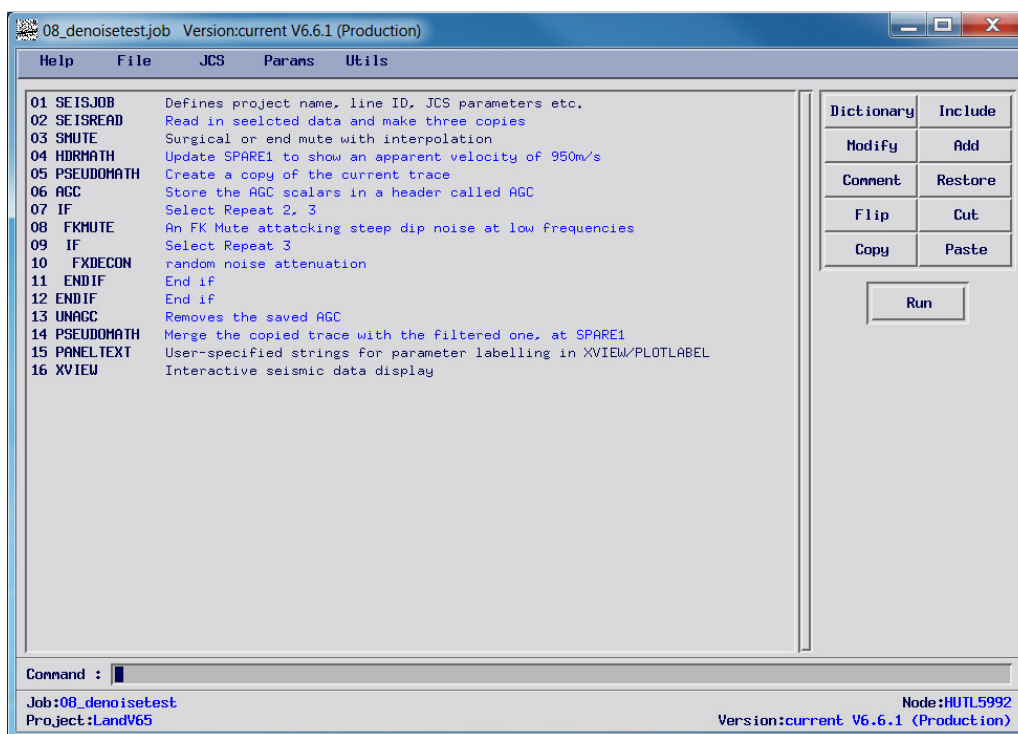 08_denoisetest.job Version:current V6.6.1 (Production)
Help File JCS Params Utils
01 SEISJOB Defines project name, line ID, JCS parameters etc.
02 SEISREAD Read in seelcted data and make three copies
03 SMUTE Surgical or end mute with interpolation
04 HDRMATH Update SPARE1 to show an apparent velocity of 950m/s
05 PSEUDOMATH Create a copy of the current trace
06 AGC Store the AGC scalars in a header called AGC
07 IF Select Repeat 2, 3
08 FKMUTE An FK Mute attatcking steep dip noise at low frequencies
09 IF Select Repeat 3
10 FXDECON random noise attenuation
11 ENDIF End if
12 ENDIF End if
13 UNAGC Removes the saved AGC
14 PSEUDOMATH Merge the copied trace with the filtered one, at SPARE1
15 PANELTEXT User-specified strings for parameter labelling in XVIEW/PLOTLABEL
16 XVIEW Interactive seismic data display
Dictionary Include
Modify Add
Comment Restore
Flip Cut
Copy Paste
Run
Command :
Job:08_denoisetest Node:HUTL5992
Project:LandV65 Version:current V6.6.1 (Production)